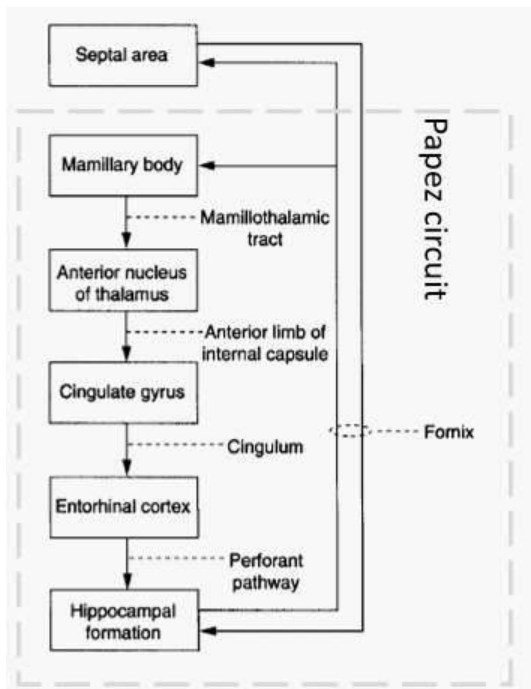 Septal area
Papez circuit
Mamillary body
Mamillothalamic
tract
Anterior nucleus
of thalamus
Anterior limb of
internal capsule
Cingulate gyrus
Fornix
Cingulum
Entorhinal cortex
Perforant
pathway
Hippocampal
formation